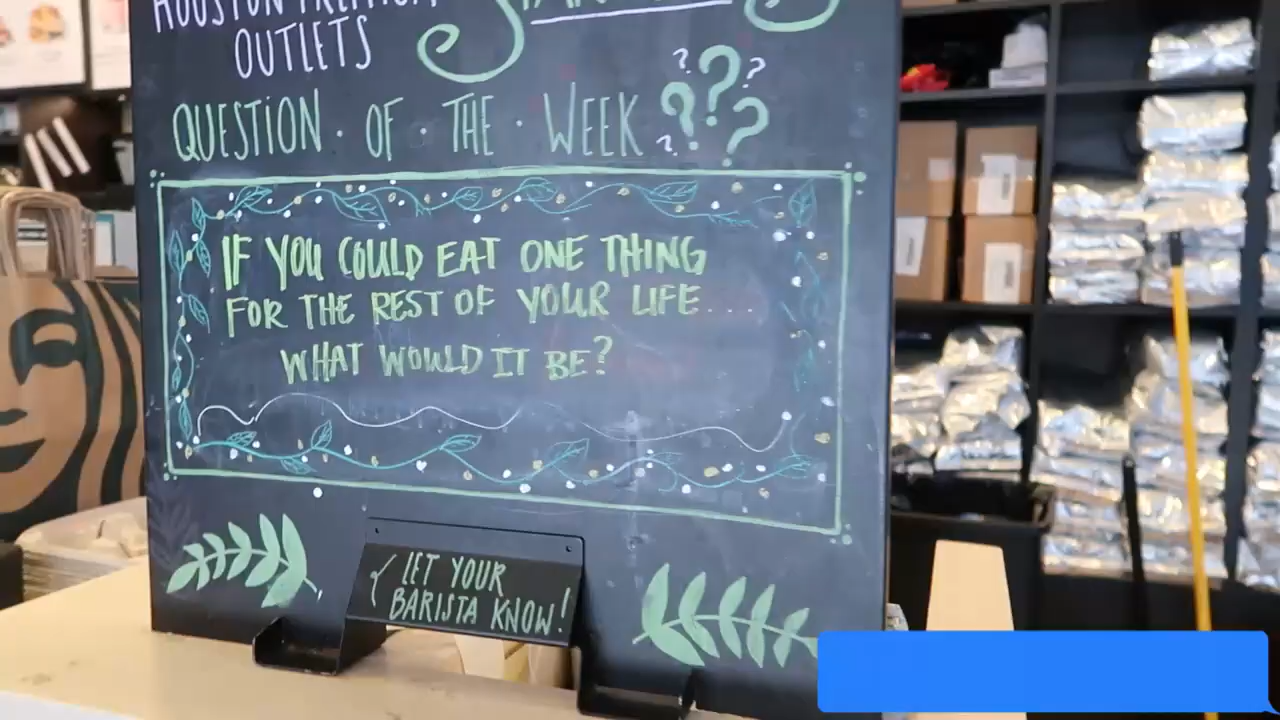 HOUSTON PREMIUM
OUTLETS
QUESTION · OF · THE · WEEK ??????
IF YOU COULD EAT ONE THING
FOR THE REST OF YOUR LIFE....
WHAT WOULD IT BE?
LET YOUR
BARISTA KNOW!